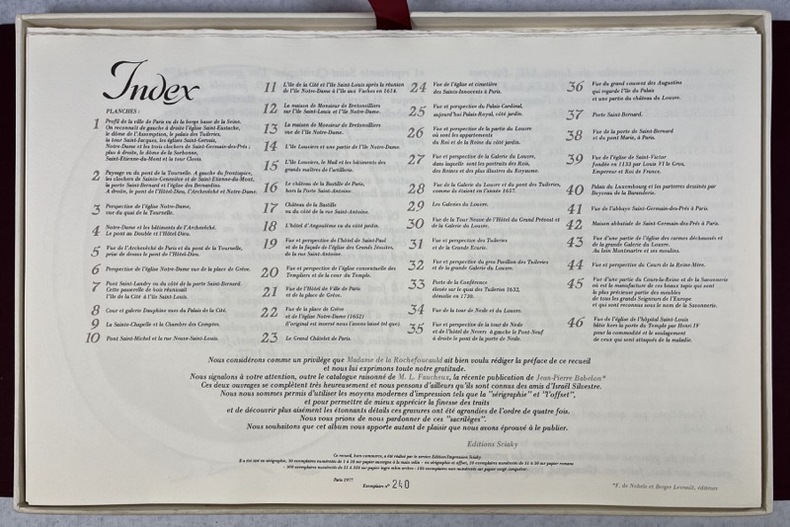 Index
PLANCHES :
1 Profil de la ville de Paris vu de la berge basse de la Seine.
On reconnaît de gauche à droite l'église Saint-Eustache,
le dôme de l'Assomption, le palais des Tuileries,
la tour Saint-Jacques, les églises Saint-Gervais,
Notre-Dame et les trois clochers de Saint-Germain-des-Prés ;
plus à droite, le dôme de la Sorbonne,
Saint-Etienne-du-Mont et la tour Clovis.
2 Paysage vu du pont de la Tournelle. A gauche du frontispice,
les clochers de Sainte-Geneviève et de Saint-Etienne-du-Mont,
la porte Saint-Bernard et l'église des Bernardins.
A droite, le pont de l'Hôtel-Dieu, l'Archevêché et Notre-Dame.
3 Perspective de l'église Notre-Dame,
vue du quai de la Tournelle.
4 Notre-Dame et les bâtiments de l'Archevêché.
Le pont au Double et l'Hôtel-Dieu.
5 Vue de l'Archevêché de Paris et du pont de la Tournelle,
prise de dessus le pont de l'Hôtel-Dieu.
6 Perspective de l'église Notre-Dame vue de la place de Grève.
7 Pont Saint-Landry vu du côté de la porte Saint-Bernard.
Cette passerelle de bois réunissait
l'île de la Cité à l'île Saint-Louis.
8 Cour et galerie Dauphine vues du Palais de la Cité.
9 La Sainte-Chapelle et la Chambre des Comptes.
10 Pont Saint-Michel et la rue Neuve-Saint-Louis.
11 L'île de la Cité et l'île Saint-Louis après la réunion
de l'île Notre-Dame à l'île aux Vaches en 1614.
12 La maison de Monsieur de Bretonvilliers
sur l'île Saint-Louis et l'île Notre-Dame.
13 La maison de Monsieur de Bretonvilliers
vue de l'île Notre-Dame.
14 L'île Louviers et une partie de l'île Notre-Dame.
15 L'île Louviers, le Mail et les bâtiments des
grands maîtres de l'artillerie.
16 Le château de la Bastille de Paris,
hors la Porte Saint-Antoine.
17 Château de la Bastille
vu du côté de la rue Saint-Antoine.
18 L'hôtel d'Angoulême vu du côté jardin.
19 Vue et perspective de l'hôtel de Saint-Paul
et de la façade de l'église des Grands Jésuites,
de la rue Saint-Antoine.
20 Vue et perspective de l'église conventuelle des
Templiers et de la cour du Temple.
21 Vue de l'Hôtel de Ville de Paris
et de la place de Grève.
22 Vue de la place de Grève
et de l'église Notre-Dame (1652)
(l'original est inversé nous l'avons laissé tel que).
23 Le Grand Châtelet de Paris.
24 Vue de l'église et cimetière
des Saints-Innocents à Paris.
25 Vue et perspective du Palais-Cardinal,
aujourd'hui Palais-Royal, côté jardin.
26 Vue et perspective de la partie du Louvre
où sont les appartements
du Roi et de la Reine du côté jardin.
27 Vue et perspective de la Galerie du Louvre,
dans laquelle sont les portraits des Rois,
des Reines et des plus illustres du Royaume.
28 Vue de la Galerie du Louvre et du pont des Tuileries,
comme ils étaient en l'année 1657.
29 Les Galeries du Louvre.
30 Vue de la Tour Neuve de l'Hôtel du Grand Prévost et
de la Galerie du Louvre.
31 Vue et perspective des Tuileries
et de la Grande Ecurie.
32 Vue et perspective du gros Pavillon des Tuileries
et de la grande Galerie du Louvre.
33 Porte de la Conférence
située sur le quai des Tuileries 1632,
démolie en 1730.
34 Vue de la tour de Nesle et du Louvre.
35 Vue et perspective de la tour de Nesle
et de l'hôtel de Nevers à gauche le Pont-Neuf
à droite le pont de la porte de Nesle.
36 Vue du grand couvent des Augustins
qui regarde l'île du Palais
et une partie du château du Louvre.
37 Porte Saint-Bernard.
38 Vue de la porte de Saint-Bernard
et du pont Marie, à Paris.
39 Vue de l'église de Saint-Victor
fondée en 1133 par Louis VI le Gros,
Empereur et Roi de France.
40 Palais du Luxembourg et les parterres dessinés par
Boyceau de la Baranderie.
41 Vue de l'abbaye Saint-Germain-des-Prés à Paris.
42 Maison abbatiale de Saint-Germain-des-Prés à Paris.
43 Vue d'une partie de l'église des carmes déchaussés et
de la grande Galerie du Louvre.
Au loin Montmartre et ses moulins.
44 Vue et perspective du Cours de la Reine-Mère.
45 Vue d'une partie du Cours-la-Reine et de la Savonnerie
où est la manufacture de ces beaux tapis qui sont
la plus précieuse partie des meubles
de tous les grands Seigneurs de l'Europe
et qui sont reconnus sous le nom de la Savonnerie.
46 Vue de l'église de l'hôpital Saint-Louis
bâtie hors la porte du Temple par Henri IV
pour la commodité et le soulagement
de ceux qui sont attaqués de la maladie.
Nous considérons comme un privilège que Madame de la Rochefoucauld ait bien voulu rédiger la préface de ce recueil
et nous lui exprimons toute notre gratitude.
Nous signalons à votre attention, outre le catalogue raisonné de M. L. Faucheux, la récente publication de Jean-Pierre Babelon*
Ces deux ouvrages se complètent très heureusement et nous pensons d'ailleurs qu'ils sont connus des amis d'Israël Silvestre.
Nous nous sommes permis d'utiliser les moyens modernes d'impression tels que la "sérigraphie" et "l'offset",
et pour permettre de mieux apprécier la finesse des traits
et de découvrir plus aisément les étonnants détails ces gravures ont été agrandies de l'ordre de quatre fois.
Nous vous prions de nous pardonner de ces "sacrilèges".
Nous souhaitons que cet album vous apporte autant de plaisir que nous avons éprouvé à le publier.
Editions Sciaky
Ce recueil, hors commerce, a été réalisé par le service Edition/Impression Sciaky.
Paris 1977
Exemplaire n° 240
*F. de Nobele et Berger Levrault, éditeurs